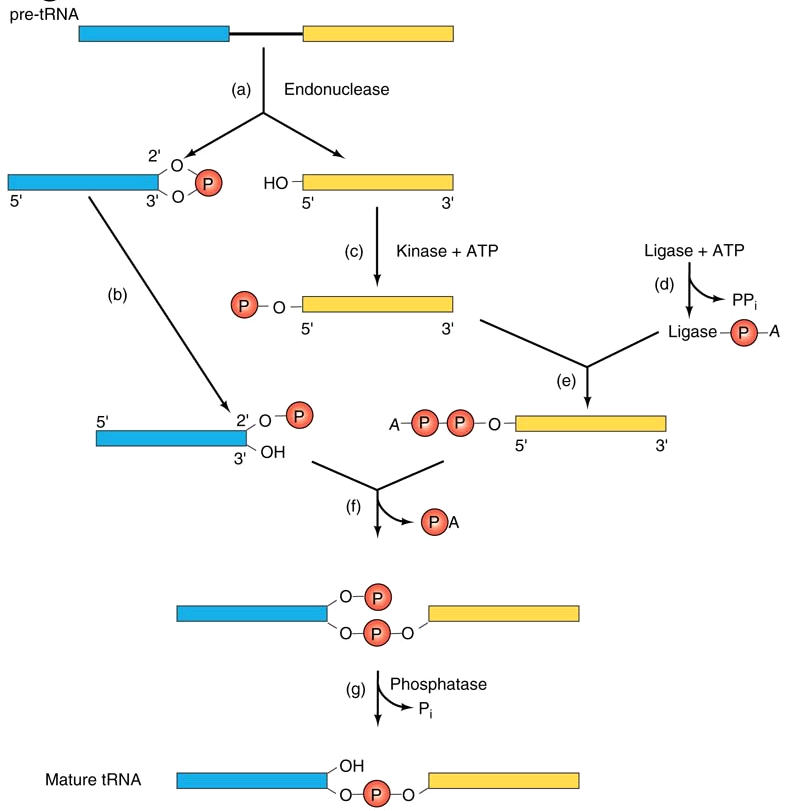 pre-tRNA
(a) Endonuclease
2' O
P
O
5' 3'
HO
5' 3'
(c) Kinase + ATP
Ligase + ATP
(d)
PPi
(b)
P O
5' 3'
Ligase P A
(e)
5' 2' O P
3' OH
A P P O
5' 3'
(f)
P A
O P
O P O
(g) Phosphatase
Pi
Mature tRNA
OH
O P O